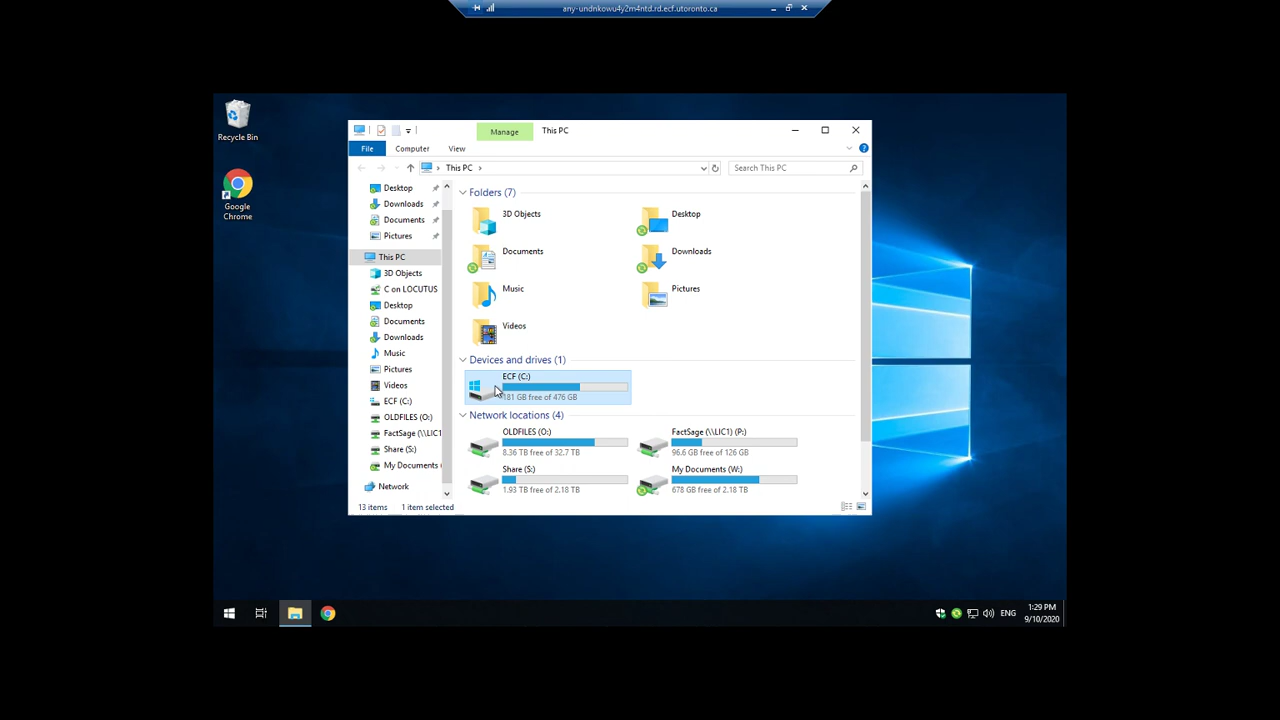 any-undnkowu4y2m4ntd.rd.ecf.utoronto.ca
Recycle Bin
Google
Chrome
Manage
This PC
File
Computer
View
This PC
Search This PC
Desktop
Downloads
Documents
Pictures
This PC
3D Objects
C on LOCUTUS
Desktop
Documents
Downloads
Music
Pictures
Videos
ECF (C:)
OLDFILES (O:)
FactSage (\\LIC1
Share (S:)
My Documents (
Network
Folders (7)
3D Objects
Desktop
Documents
Downloads
Music
Pictures
Videos
Devices and drives (1)
ECF (C:)
181 GB free of 476 GB
Network locations (4)
OLDFILES (O:)
8.36 TB free of 32.7 TB
FactSage (\\LIC1) (P:)
96.6 GB free of 126 GB
Share (S:)
1.93 TB free of 2.18 TB
My Documents (W:)
678 GB free of 2.18 TB
13 items
1 item selected
ENG
1:29 PM
9/10/2020